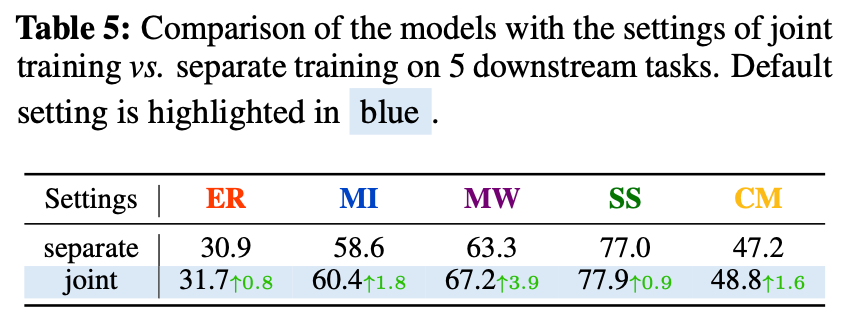 Table 5: Comparison of the models with the settings of joint
training vs. separate training on 5 downstream tasks. Default
setting is highlighted in blue .
Settings ER MI MW SS CM
separate 30.9 58.6 63.3 77.0 47.2
joint 31.7↑0.8 60.4↑1.8 67.2↑3.9 77.9↑0.9 48.8↑1.6